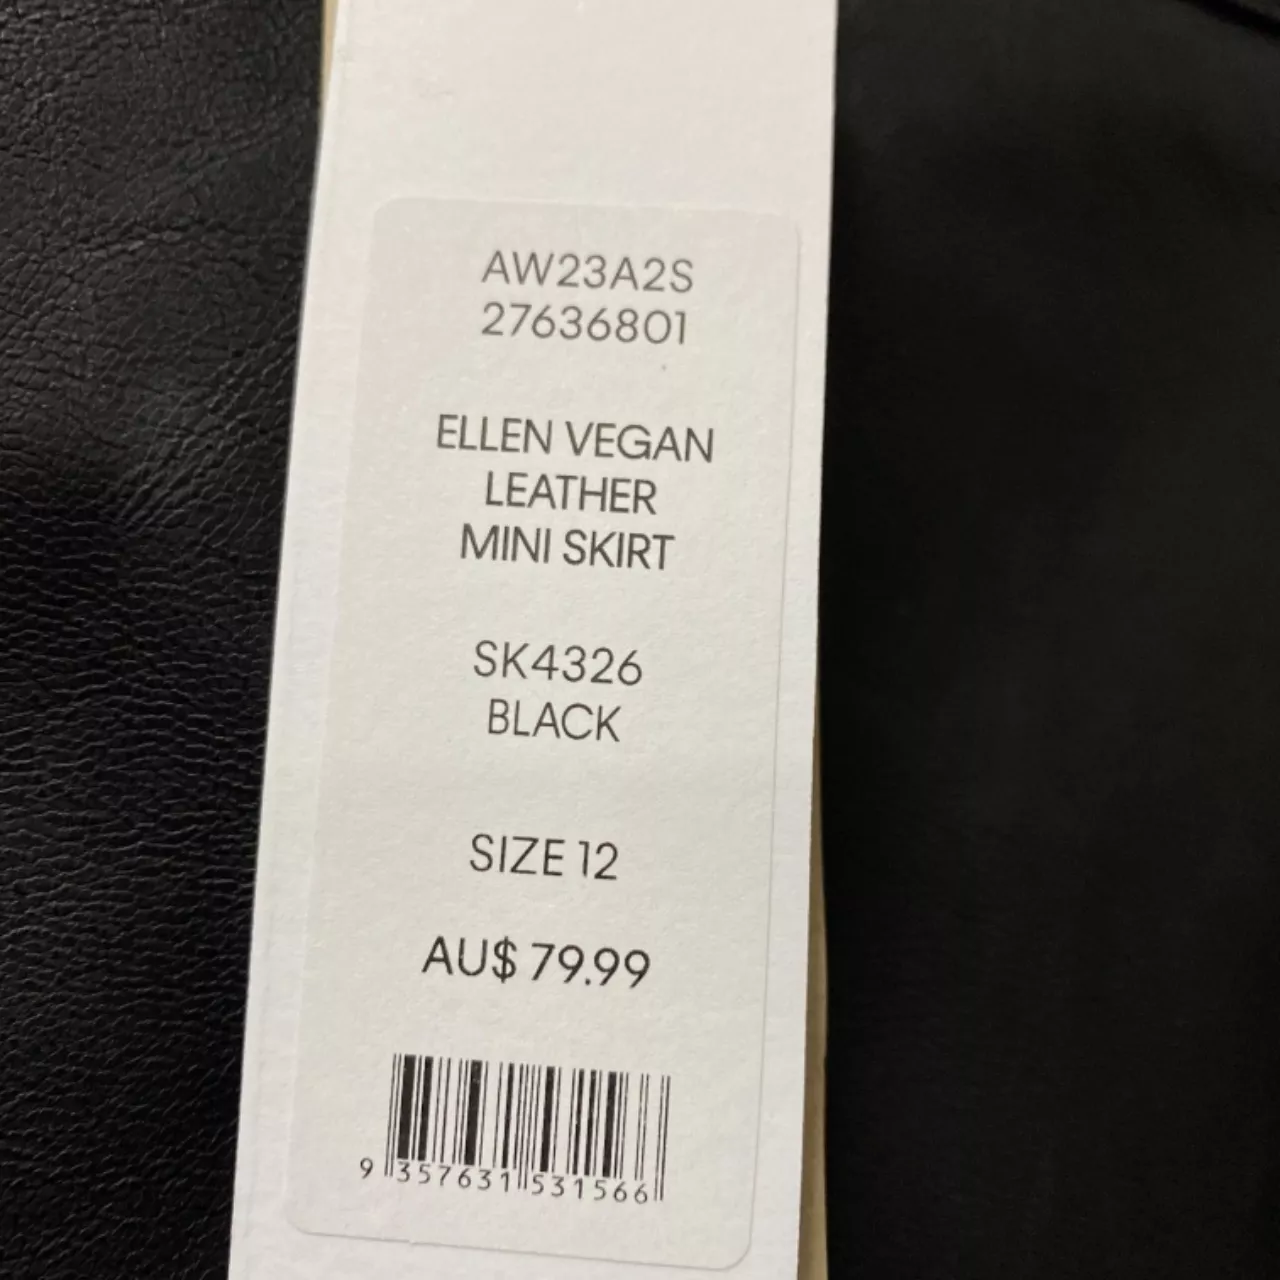 AW23A2S
27636801
ELLEN VEGAN
LEATHER
MINI SKIRT
SK4326
BLACK
SIZE 12
AU$ 79.99
9 357631 531566